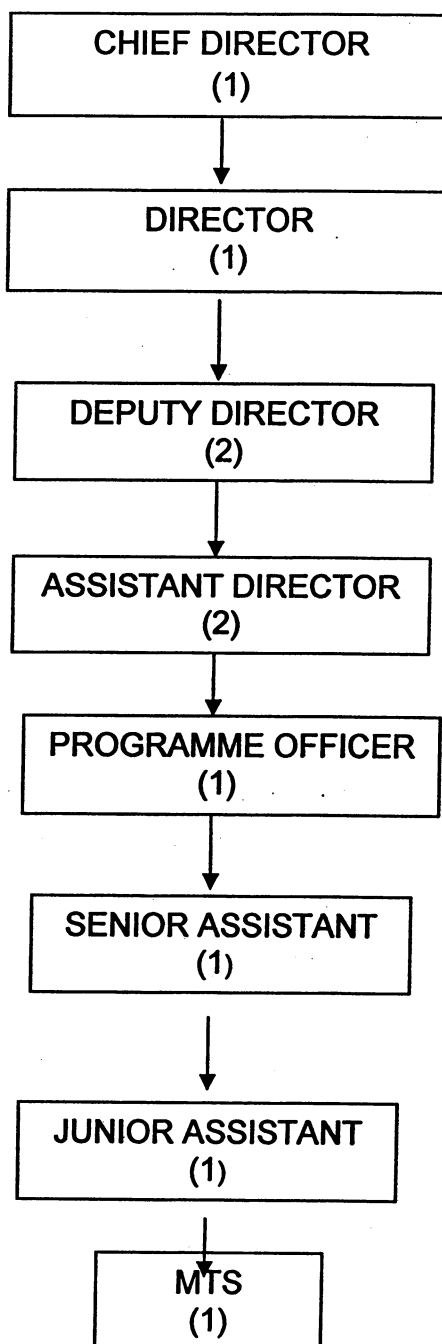 CHIEF DIRECTOR
(1)
DIRECTOR
(1)
DEPUTY DIRECTOR
(2)
ASSISTANT DIRECTOR
(2)
PROGRAMME OFFICER
(1)
SENIOR ASSISTANT
(1)
JUNIOR ASSISTANT
(1)
MTS
(1)